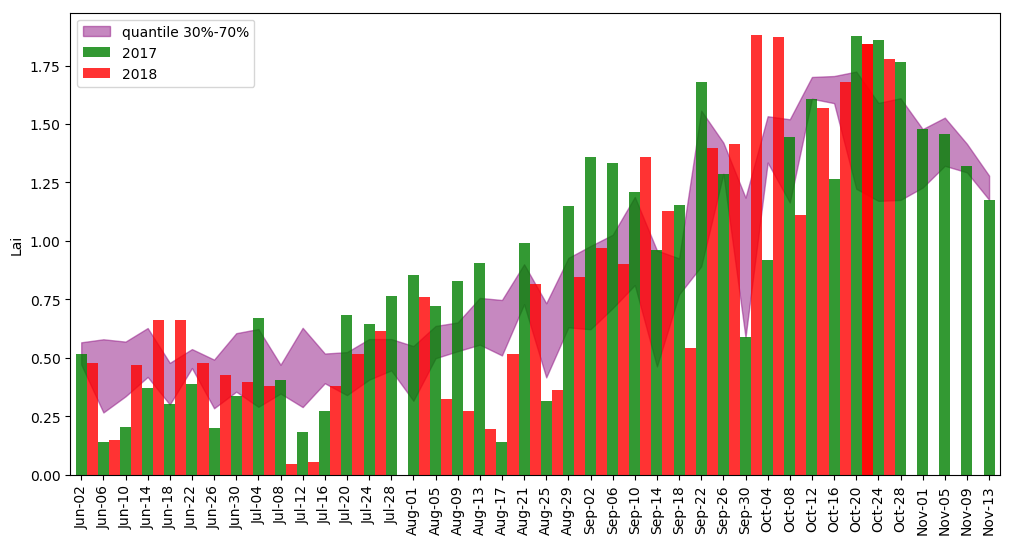 quantile 30%-70%
2017
2018
Lai
1.75
1.50
1.25
1.00
0.75
0.50
0.25
0.00
Jun-02
Jun-06
Jun-10
Jun-14
Jun-18
Jun-22
Jun-26
Jun-30
Jul-04
Jul-08
Jul-12
Jul-16
Jul-20
Jul-24
Jul-28
Aug-01
Aug-05
Aug-09
Aug-13
Aug-17
Aug-21
Aug-25
Aug-29
Sep-02
Sep-06
Sep-10
Sep-14
Sep-18
Sep-22
Sep-26
Sep-30
Oct-04
Oct-08
Oct-12
Oct-16
Oct-20
Oct-24
Oct-28
Nov-01
Nov-05
Nov-09
Nov-13